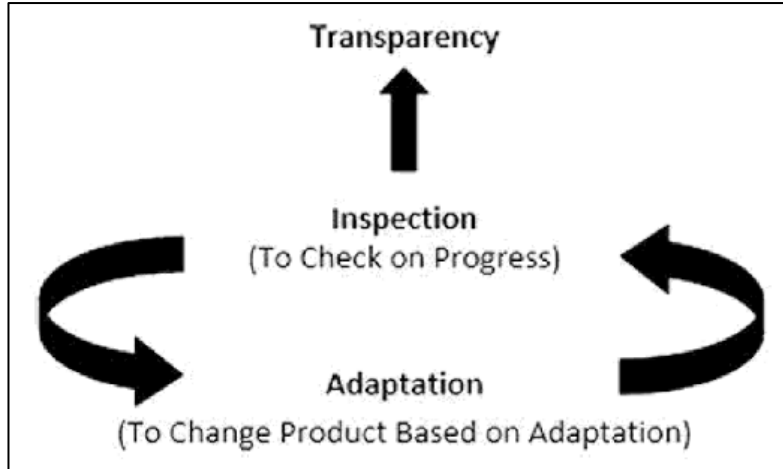 Transparency
Inspection
(To Check on Progress)
Adaptation
(To Change Product Based on Adaptation)